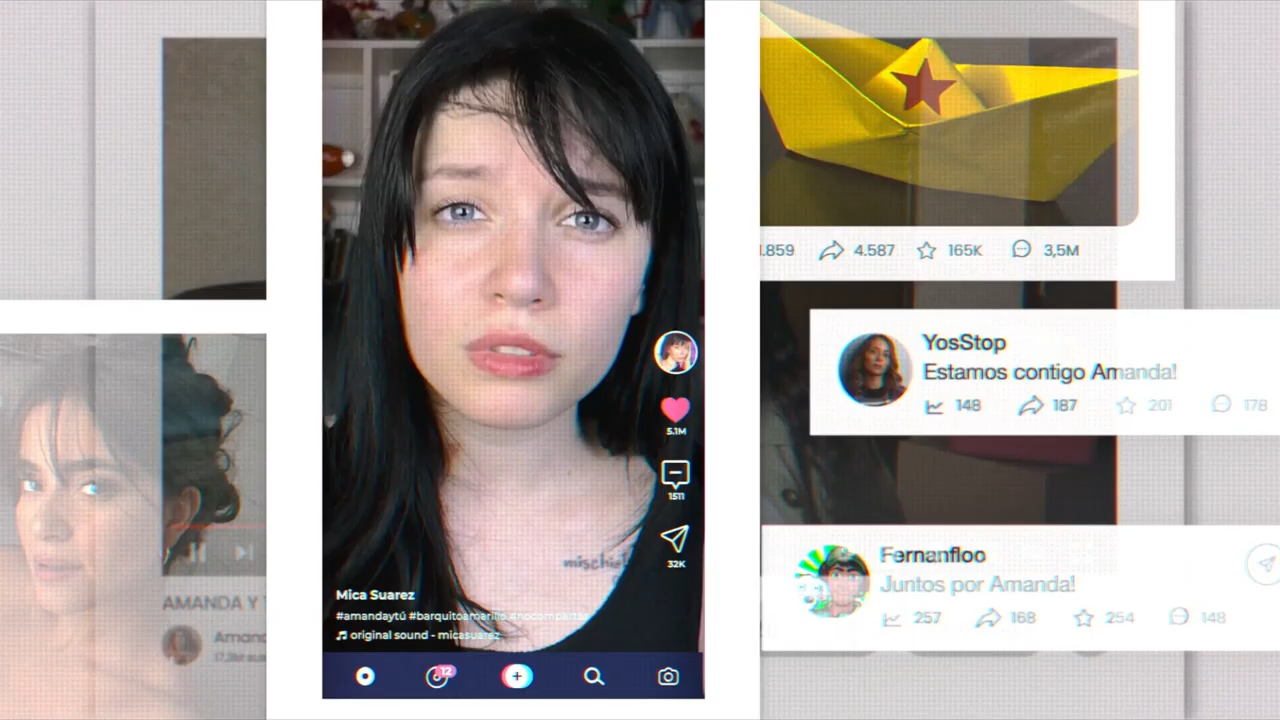 4.587
165K
3,5M
YosStop
Estamos contigo Amanda!
148
187
201
178
5.1M
1511
mischief
32K
Fernanfloo
Juntos por Amanda!
257
168
254
148
Mica Suarez
#amandaytú #barquitoamarillo
original sound - micasuarez
AMANDA Y
12